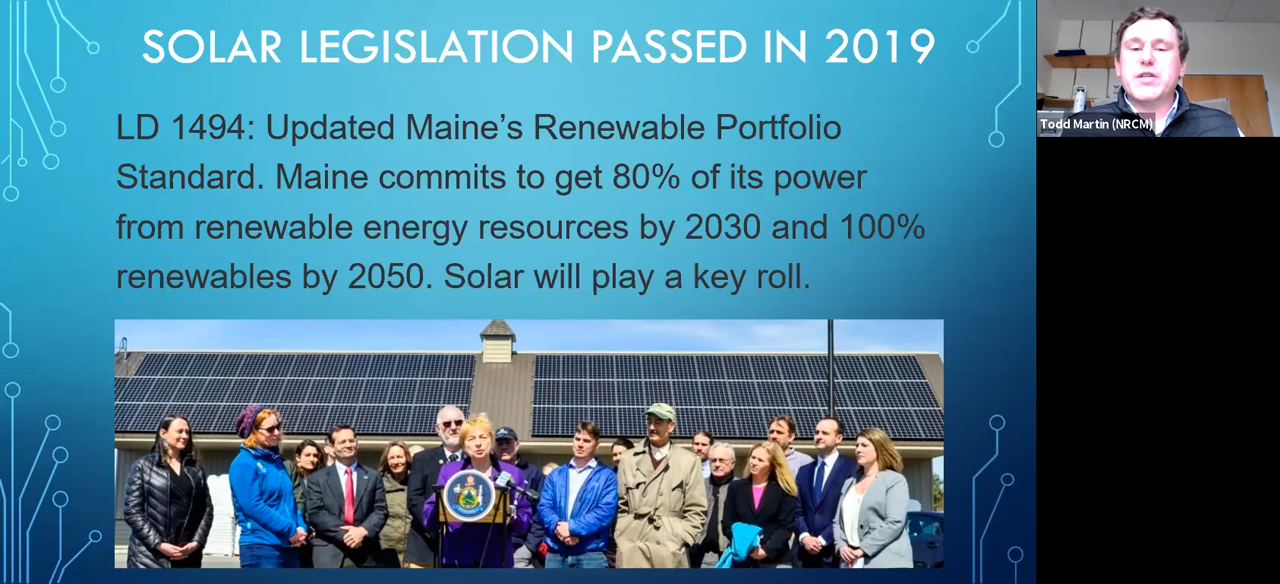 SOLAR LEGISLATION PASSED IN 2019
LD 1494: Updated Maine's Renewable Portfolio
Standard. Maine commits to get 80% of its power
from renewable energy resources by 2030 and 100%
renewables by 2050. Solar will play a key roll.
Todd Martin (NRCM)